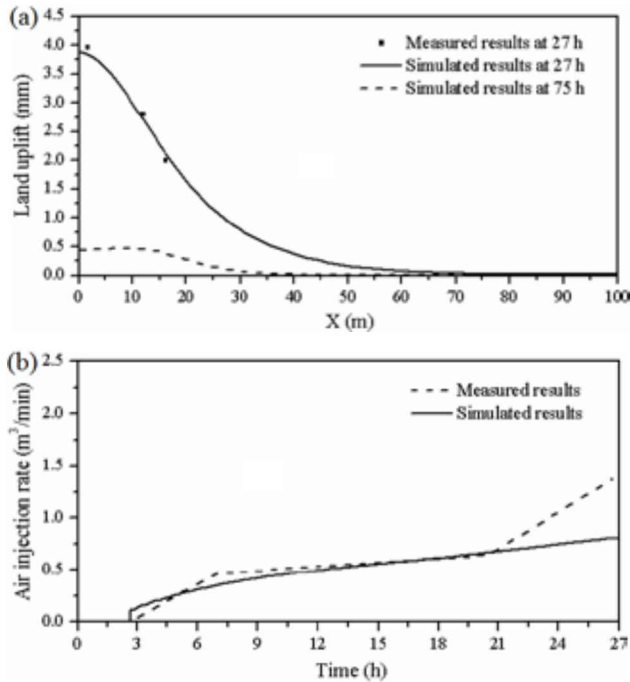 (a)
4.5
4.0
3.5
3.0
2.5
2.0
1.5
1.0
0.5
0.0
Land uplift (mm)
Measured results at 27 h
Simulated results at 27 h
Simulated results at 75 h
0 10 20 30 40 50 60 70 80 90 100
X (m)
(b)
2.5
2.0
1.5
1.0
0.5
0.0
Air injection rate (m³/min)
Measured results
Simulated results
0 3 6 9 12 15 18 21 24 27
Time (h)